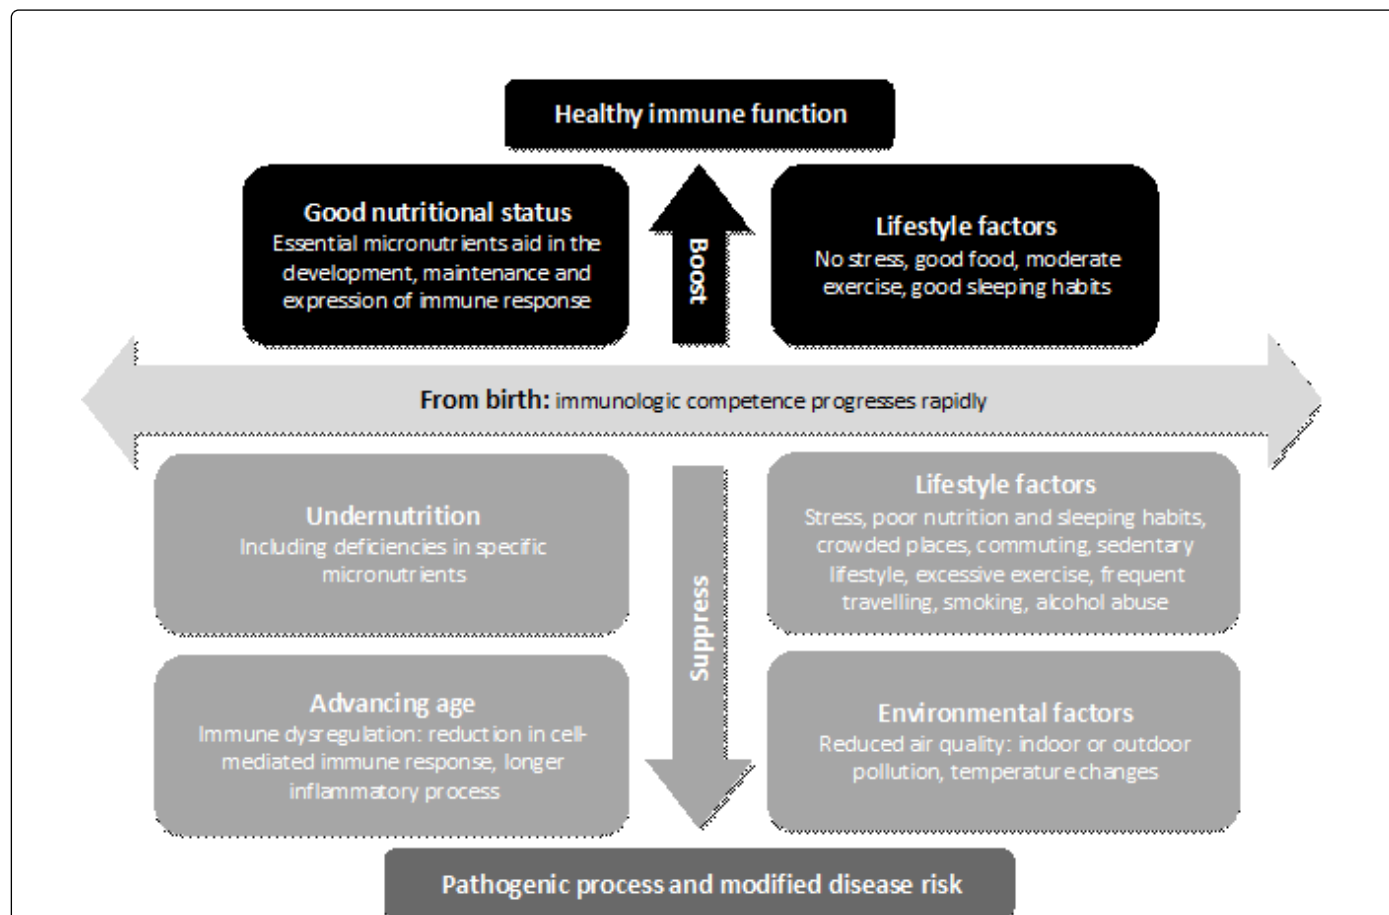 Healthy immune function
Good nutritional status
Essential micronutrients aid in the
development, maintenance and
expression of immune response
Boost
Lifestyle factors
No stress, good food, moderate
exercise, good sleeping habits
From birth: immunologic competence progresses rapidly
Undernutrition
Including deficiencies in specific
micronutrients
Suppress
Lifestyle factors
Stress, poor nutrition and sleeping habits,
crowded places, commuting, sedentary
lifestyle, excessive exercise, frequent
travelling, smoking, alcohol abuse
Advancing age
Immune dysregulation: reduction in cell-
mediated immune response, longer
inflammatory process
Environmental factors
Reduced air quality: indoor or outdoor
pollution, temperature changes
Pathogenic process and modified disease risk